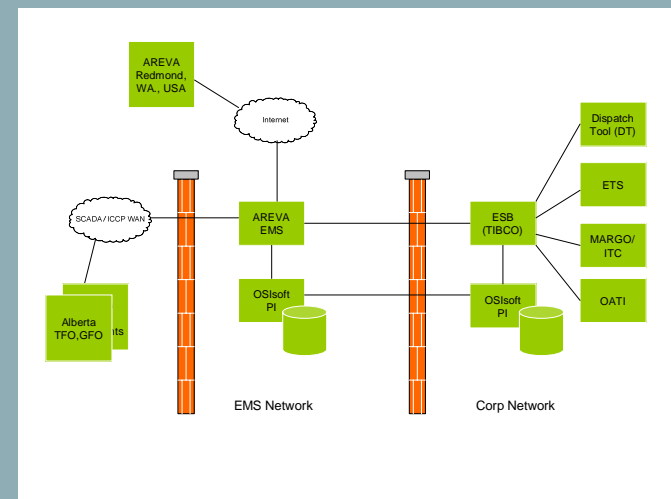 AREVA
Redmond,
WA., USA
Internet
Dispatch
Tool (DT)
ETS
SCADA / ICCP WAN
AREVA
EMS
ESB
(TIBCO)
MARGO/
ITC
OSIsoft
PI
OSIsoft
PI
OATI
Alberta
TFO,GFO
EMS Network
Corp Network